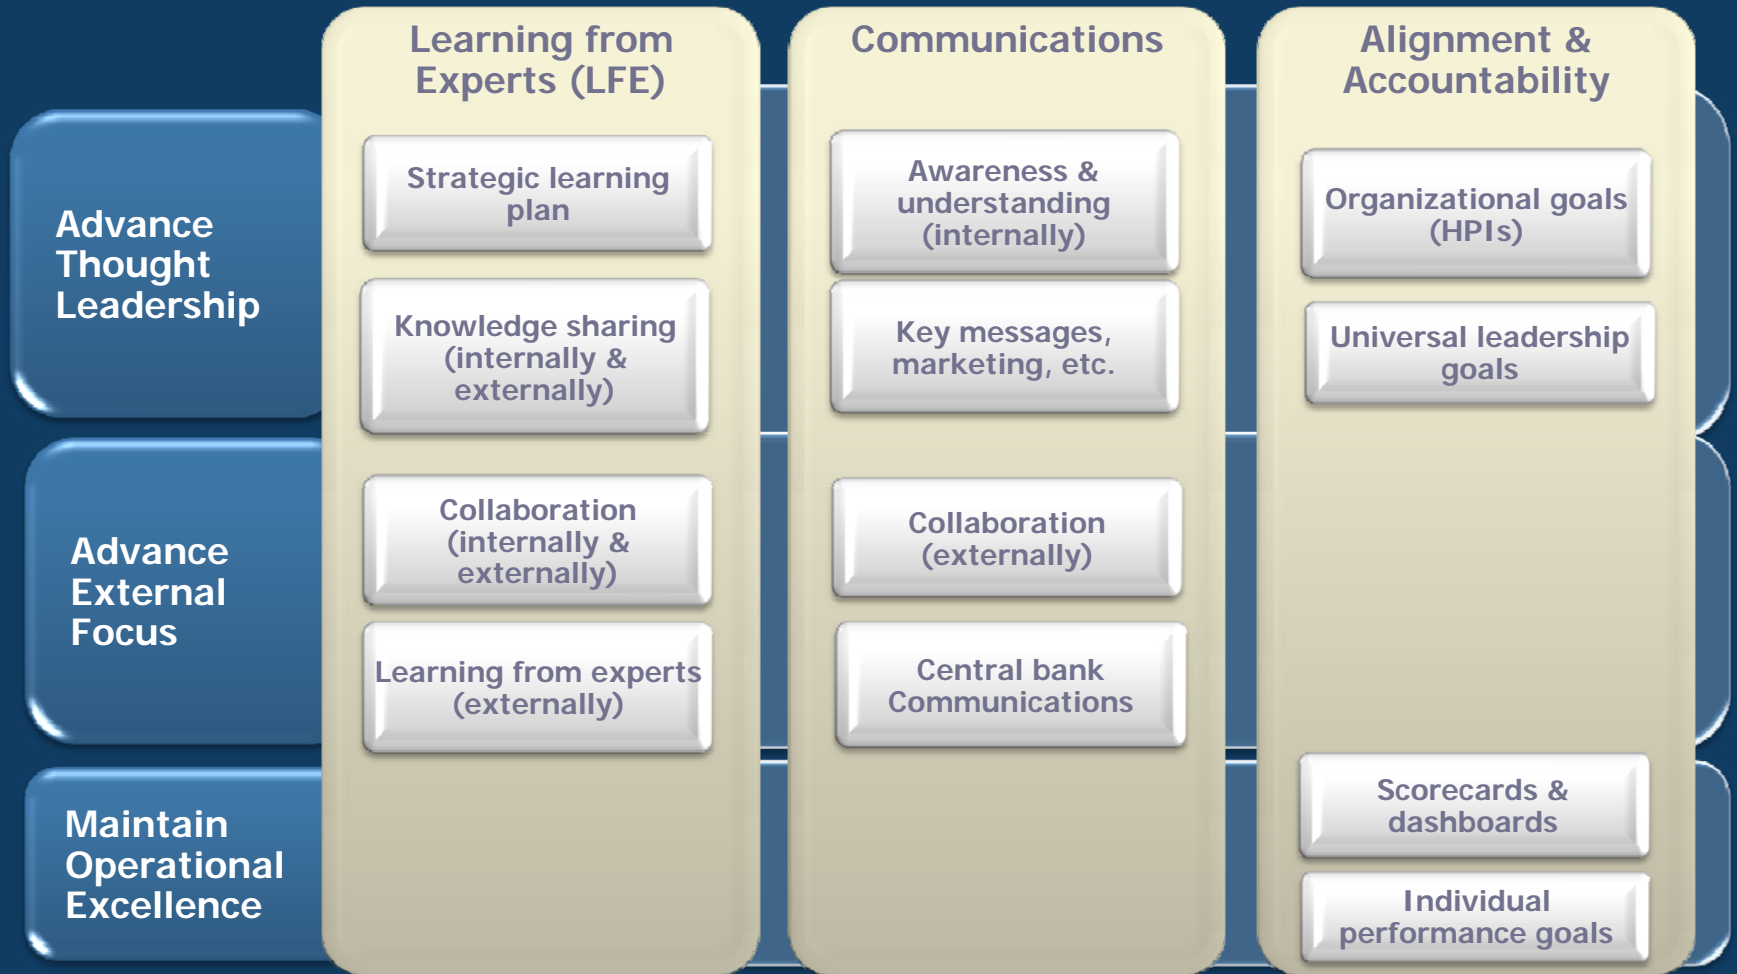 Learning from
Experts (LFE)
Communications
Alignment &
Accountability
Advance
Thought
Leadership
Strategic learning
plan
Awareness &
understanding
(internally)
Organizational goals
(HPIs)
Knowledge sharing
(internally &
externally)
Key messages,
marketing, etc.
Universal leadership
goals
Advance
External
Focus
Collaboration
(internally &
externally)
Collaboration
(externally)
Learning from experts
(externally)
Central bank
Communications
Maintain
Operational
Excellence
Scorecards &
dashboards
Individual
performance goals